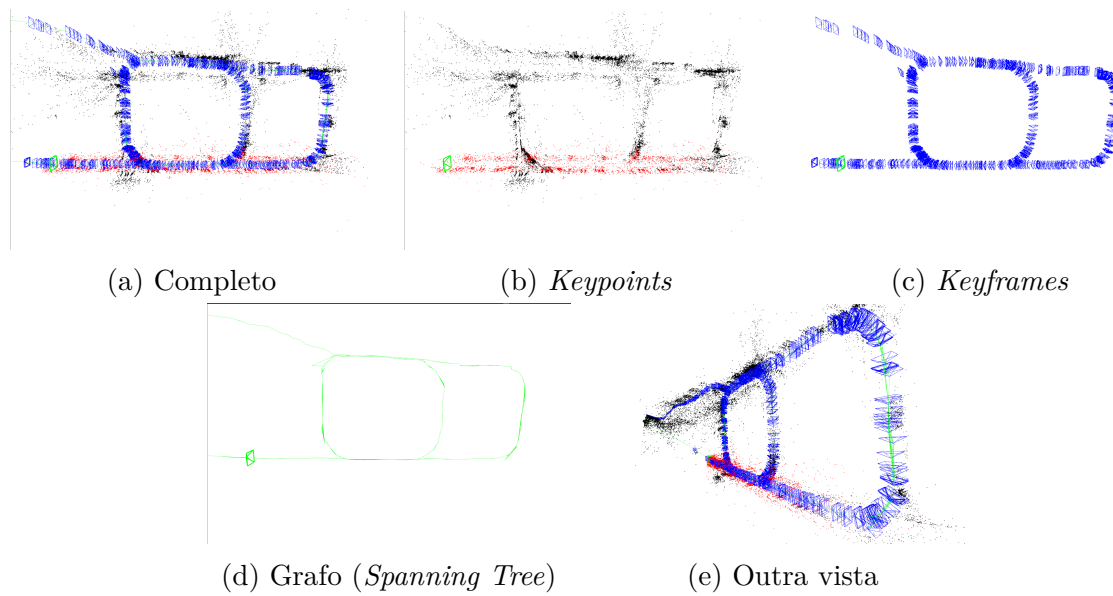 (a) Completo
(b) Keypoints
(c) Keyframes
(d) Grafo (Spanning Tree)
(e) Outra vista